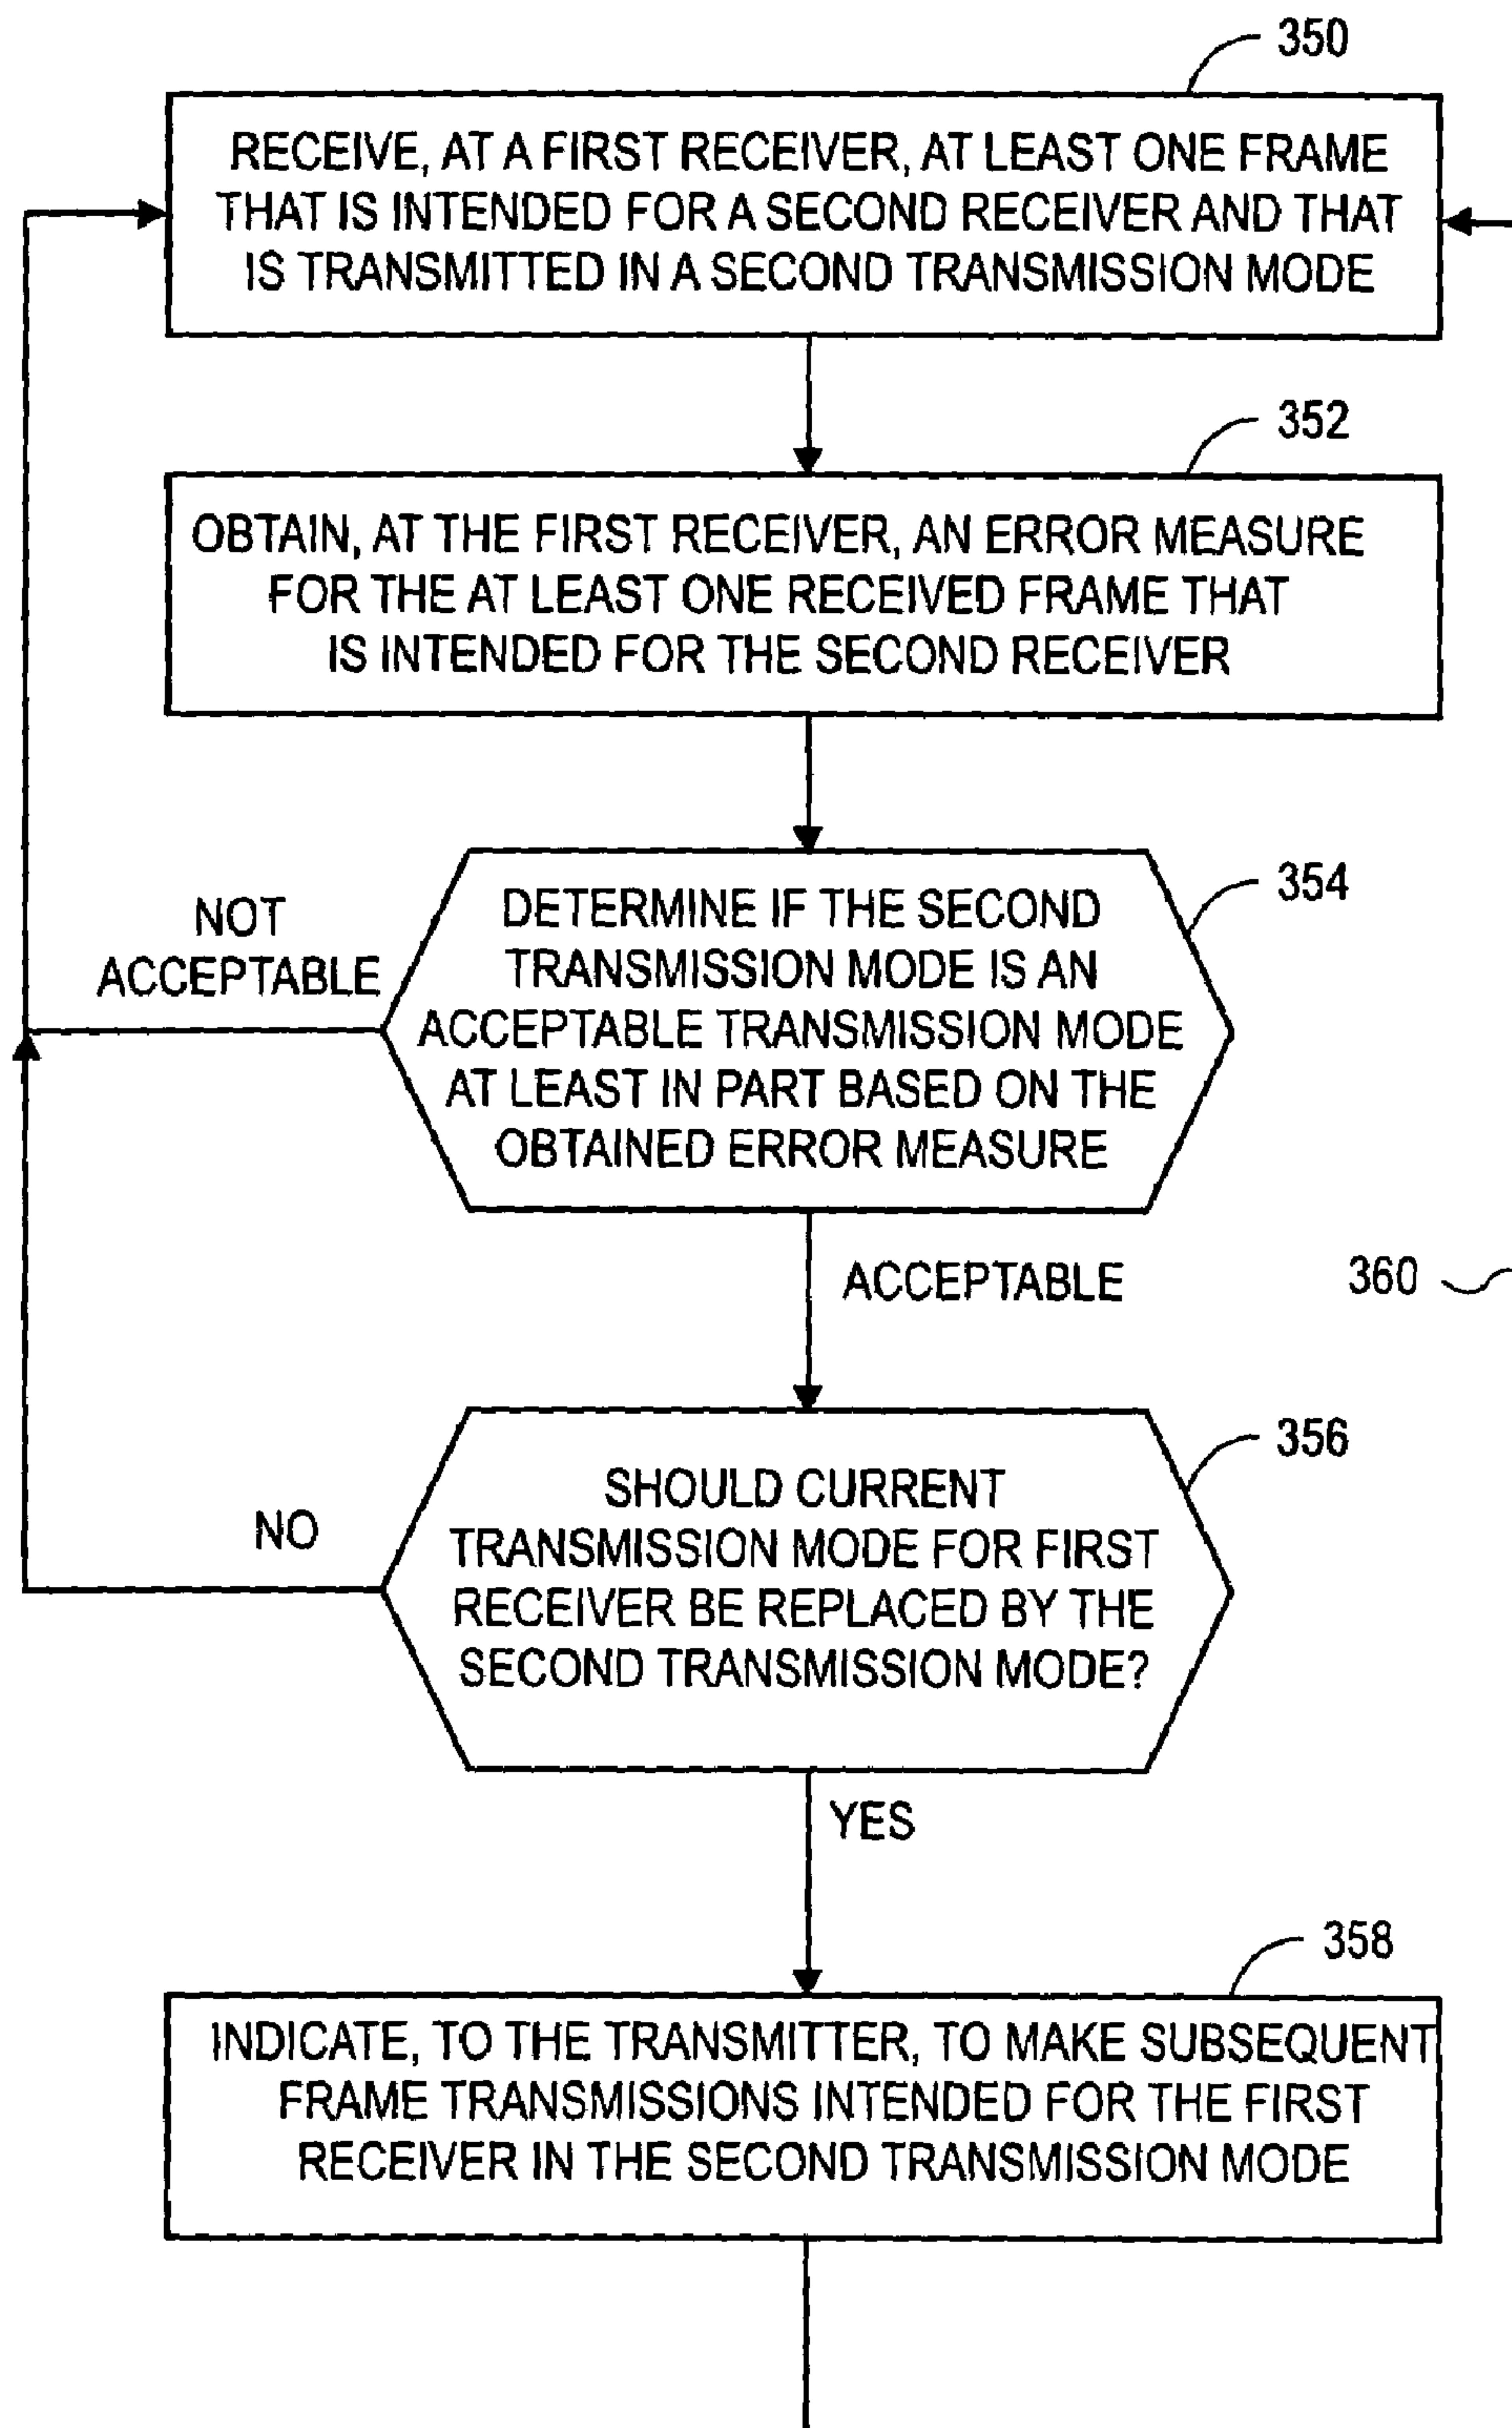 350
RECEIVE, AT A FIRST RECEIVER, AT LEAST ONE FRAME
THAT IS INTENDED FOR A SECOND RECEIVER AND THAT
IS TRANSMITTED IN A SECOND TRANSMISSION MODE
352
OBTAIN, AT THE FIRST RECEIVER, AN ERROR MEASURE
FOR THE AT LEAST ONE RECEIVED FRAME THAT
IS INTENDED FOR THE SECOND RECEIVER
354
NOT
ACCEPTABLE
DETERMINE IF THE SECOND
TRANSMISSION MODE IS AN
ACCEPTABLE TRANSMISSION MODE
AT LEAST IN PART BASED ON THE
OBTAINED ERROR MEASURE
ACCEPTABLE
360
356
NO
SHOULD CURRENT
TRANSMISSION MODE FOR FIRST
RECEIVER BE REPLACED BY THE
SECOND TRANSMISSION MODE?
YES
358
INDICATE, TO THE TRANSMITTER, TO MAKE SUBSEQUENT
FRAME TRANSMISSIONS INTENDED FOR THE FIRST
RECEIVER IN THE SECOND TRANSMISSION MODE